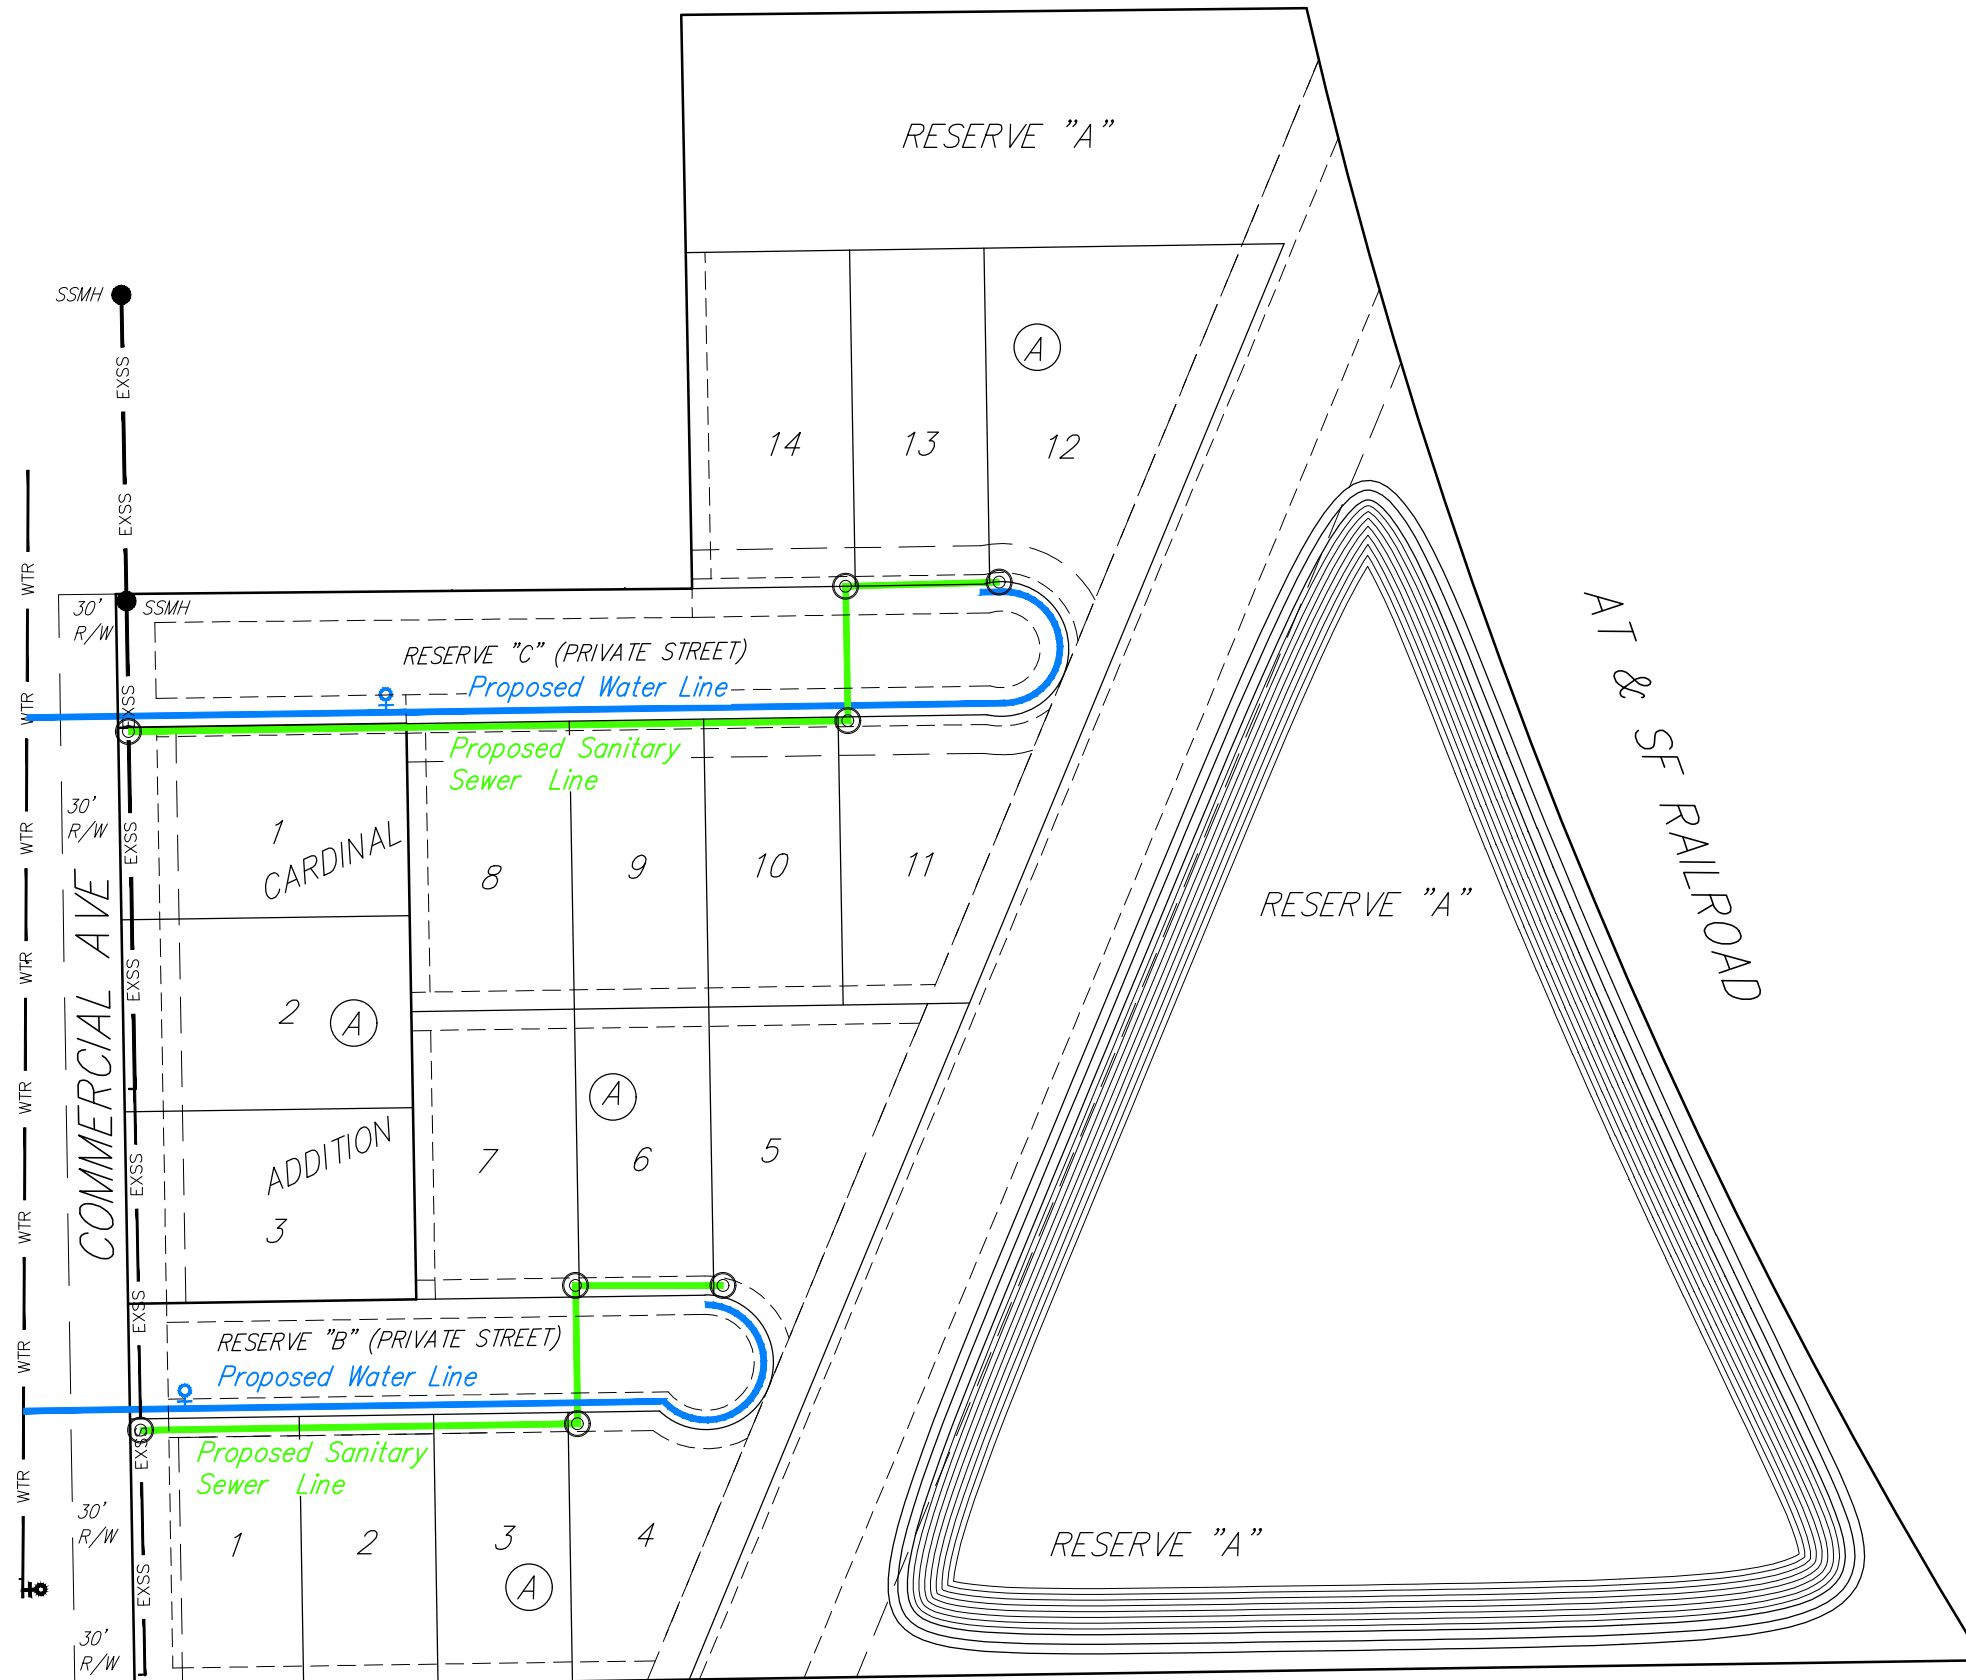 RESERVE "A"
SSMH
EXSS
A
14
13
12
EXSS
WTR
30'
R/W
SSMH
AT & SF RAILROAD
RESERVE "C" (PRIVATE STREET)
Proposed Water Line
WTR
EXSS
Proposed Sanitary
Sewer Line
30'
R/W
WTR
EXSS
1
CARDINAL
8
9
10
11
RESERVE "A"
COMMERCIAL AVE
WTR
EXSS
2
A
WTR
A
7
6
5
ADDITION
EXSS
3
WTR
EXSS
RESERVE "B" (PRIVATE STREET)
WTR
Proposed Water Line
EXSS
Proposed Sanitary
Sewer Line
WTR
30'
R/W
1
2
3
4
A
RESERVE "A"
EXSS
30'
R/W